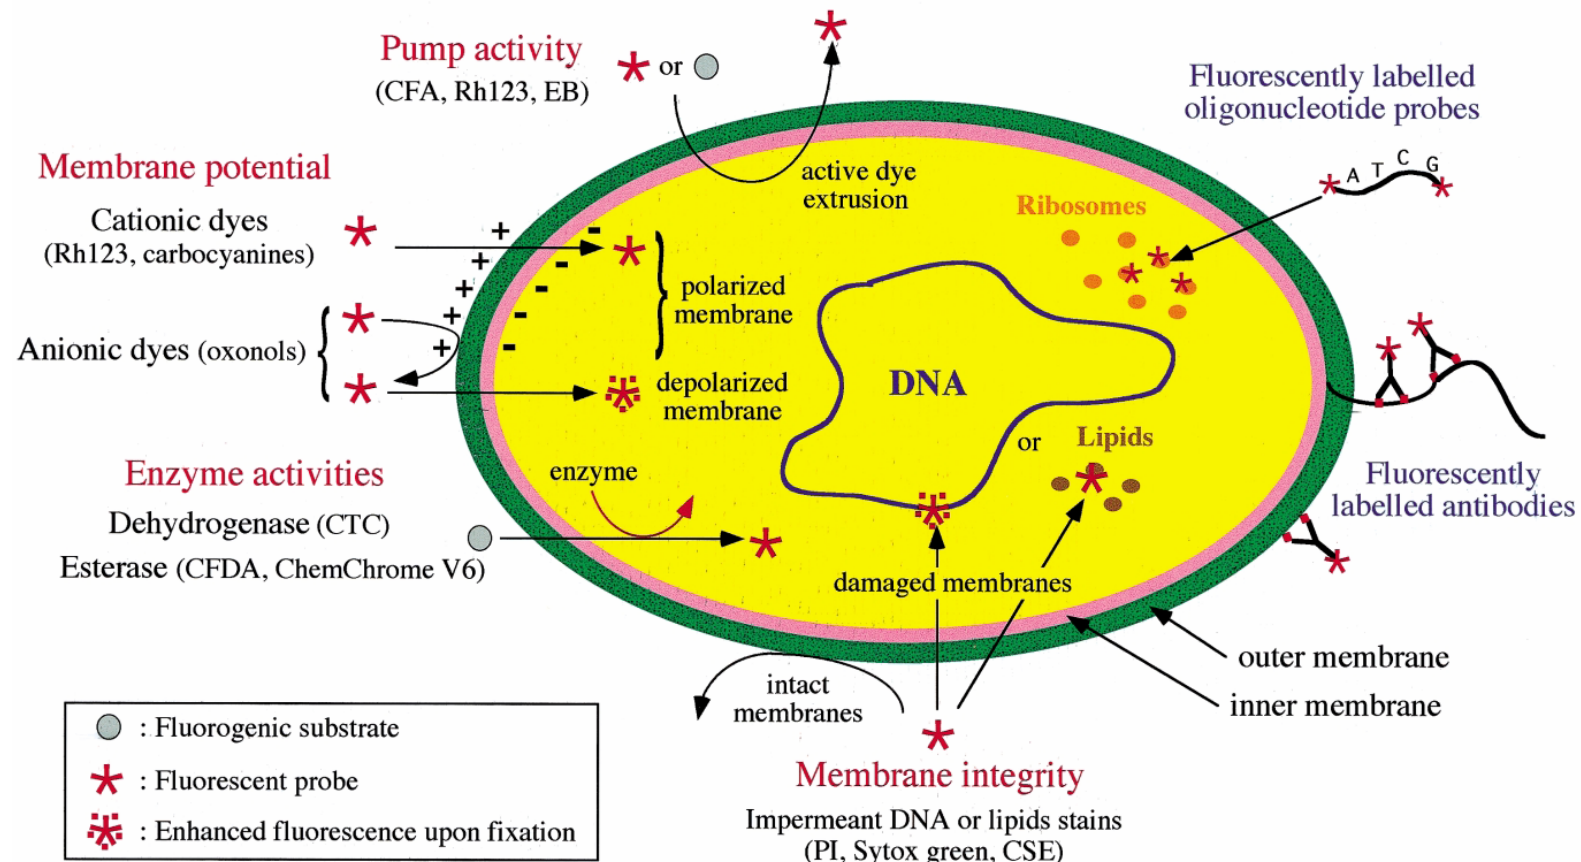 Pump activity
(CFA, Rh123, EB)
or
Fluorescently labelled
oligonucleotide probes
A T C G
Membrane potential
Cationic dyes
(Rh123, carbocyanines)
Anionic dyes (oxonols)
+
+
+
+
+
-
-
-
-
-
active dye
extrusion
Ribosomes
polarized
membrane
depolarized
membrane
DNA
or
Lipids
Enzyme activities
Dehydrogenase (CTC)
Esterase (CFDA, ChemChrome V6)
enzyme
Fluorescently
labelled antibodies
damaged membranes
outer membrane
inner membrane
intact
membranes
Membrane integrity
Impermeant DNA or lipids stains
(PI, Sytox green, CSE)
: Fluorogenic substrate
: Fluorescent probe
: Enhanced fluorescence upon fixation